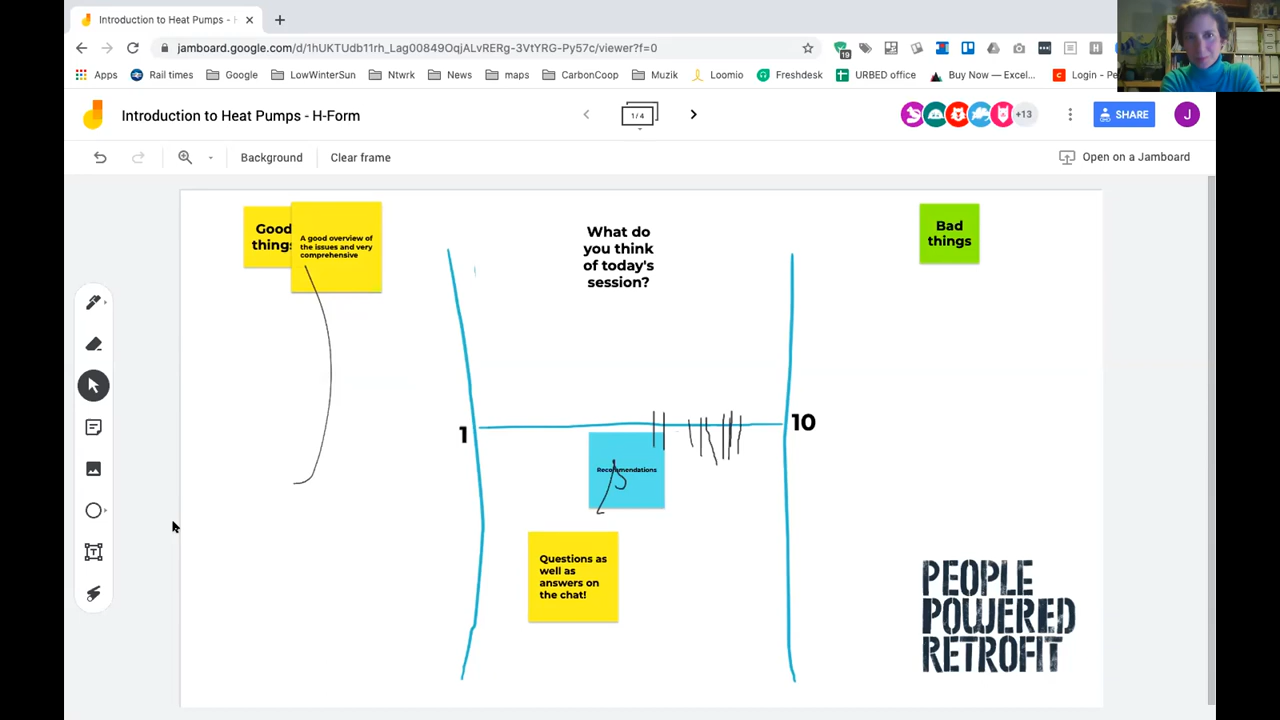 Introduction to Heat Pumps -
jamboard.google.com/d/1hUKTUdb11rh_Lag00849OqjALvRERg-3VtYRG-Py57c/viewer?f=0
19
Apps Rail times Google LowWinterSun Ntwrk News maps CarbonCoop Muzik Loomio Freshdesk URBED office Buy Now — Excel... Login -
Introduction to Heat Pumps - H-Form
1/4
+13
SHARE
J
Background
Clear frame
Open on a Jamboard
Good
things
A good overview of
the issues and very
comprehensive
What do
you think
of today's
session?
Bad
things
1
10
Recommendations
Questions as
well as
answers on
the chat!
PEOPLE
POWERED
RETROFIT